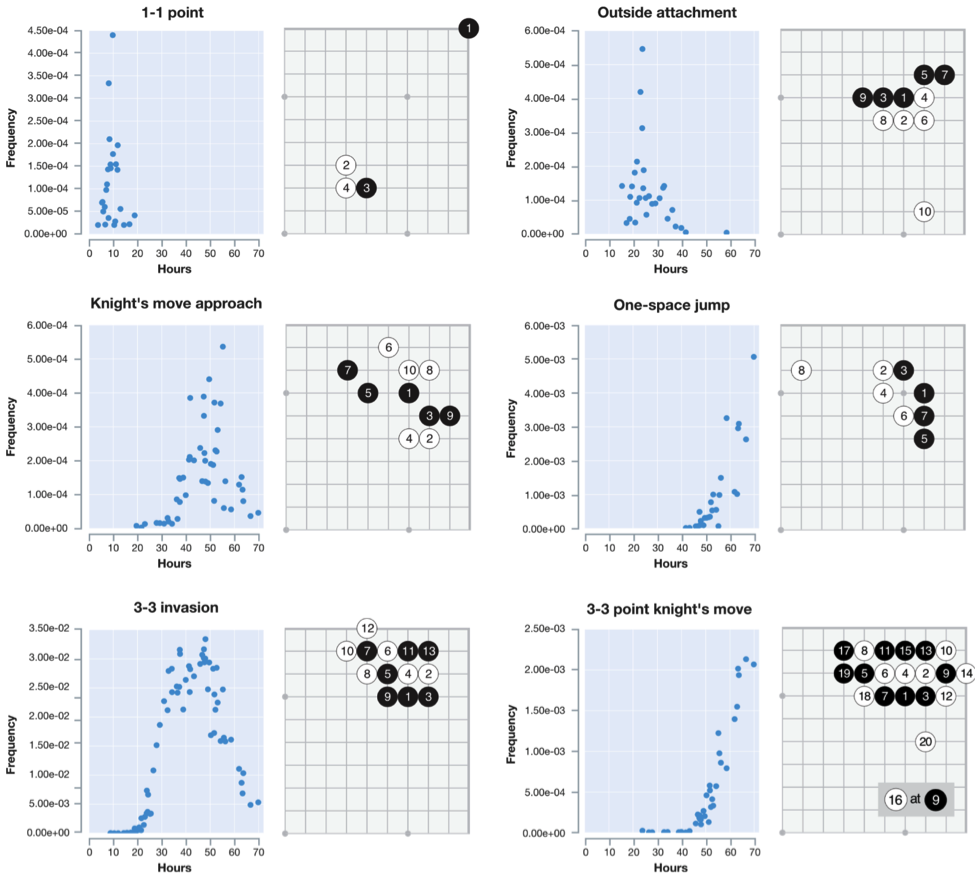 1-1 point
Frequency
4.50e-04
4.00e-04
3.50e-04
3.00e-04
2.50e-04
2.00e-04
1.50e-04
1.00e-04
5.00e-05
0.00e+00
0 10 20 30 40 50 60 70
Hours
1
2
4 3
Outside attachment
Frequency
6.00e-04
5.00e-04
4.00e-04
3.00e-04
2.00e-04
1.00e-04
0.00e+00
0 10 20 30 40 50 60 70
Hours
5 7
9 3 1 4
8 2 6
10
Knight's move approach
Frequency
6.00e-04
5.00e-04
4.00e-04
3.00e-04
2.00e-04
1.00e-04
0.00e+00
0 10 20 30 40 50 60 70
Hours
6
7 10 8
5 1
3 9
4 2
One-space jump
Frequency
6.00e-03
5.00e-03
4.00e-03
3.00e-03
2.00e-03
1.00e-03
0.00e+00
0 10 20 30 40 50 60 70
Hours
8 2 3
4 1
6 7
5
3-3 invasion
Frequency
3.50e-02
3.00e-02
2.50e-02
2.00e-02
1.50e-02
1.00e-02
5.00e-03
0.00e+00
0 10 20 30 40 50 60 70
Hours
12
10 7 6 11 13
8 5 4 2
9 1 3
3-3 point knight's move
Frequency
2.50e-03
2.00e-03
1.50e-03
1.00e-03
5.00e-04
0.00e+00
0 10 20 30 40 50 60 70
Hours
17 8 11 15 13 10
19 5 6 4 2 9 14
18 7 1 3 12
20
16 at 9